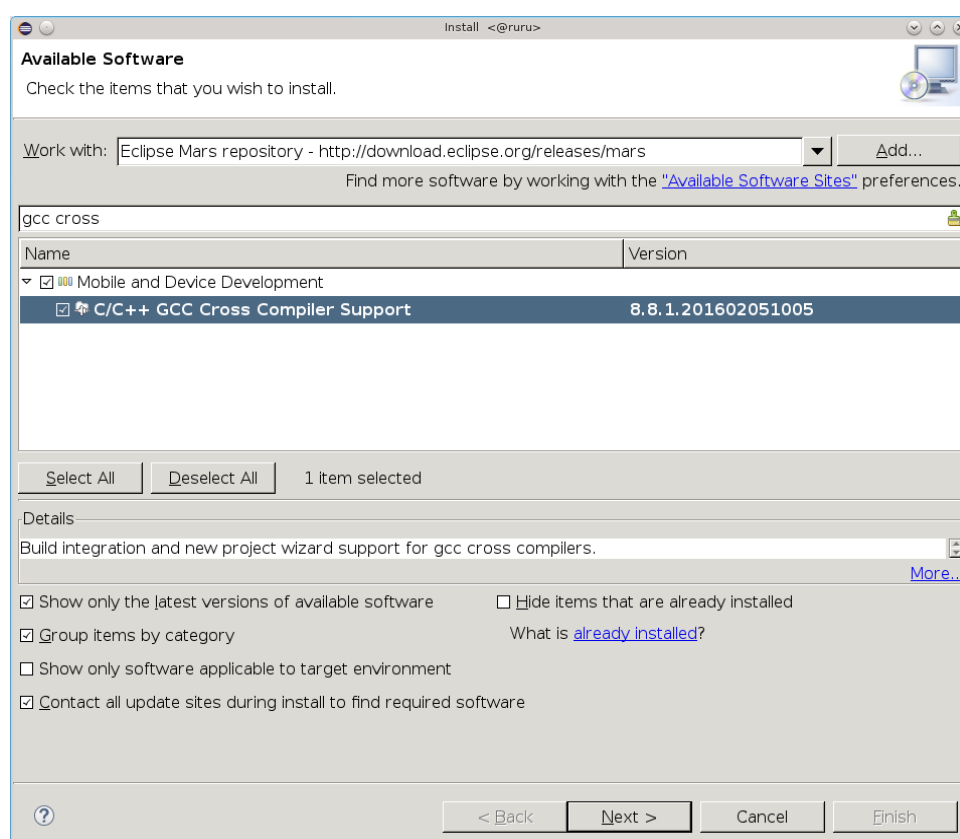 Install <@ruru>
Available Software
Check the items that you wish to install.
Work with: Eclipse Mars repository - http://download.eclipse.org/releases/mars Add...
Find more software by working with the "Available Software Sites" preferences.
gcc cross
Name Version
Mobile and Device Development
C/C++ GCC Cross Compiler Support 8.8.1.201602051005
Select All Deselect All 1 item selected
Details
Build integration and new project wizard support for gcc cross compilers.
More..
Show only the latest versions of available software Hide items that are already installed
Group items by category What is already installed?
Show only software applicable to target environment
Contact all update sites during install to find required software
? < Back Next > Cancel Finish